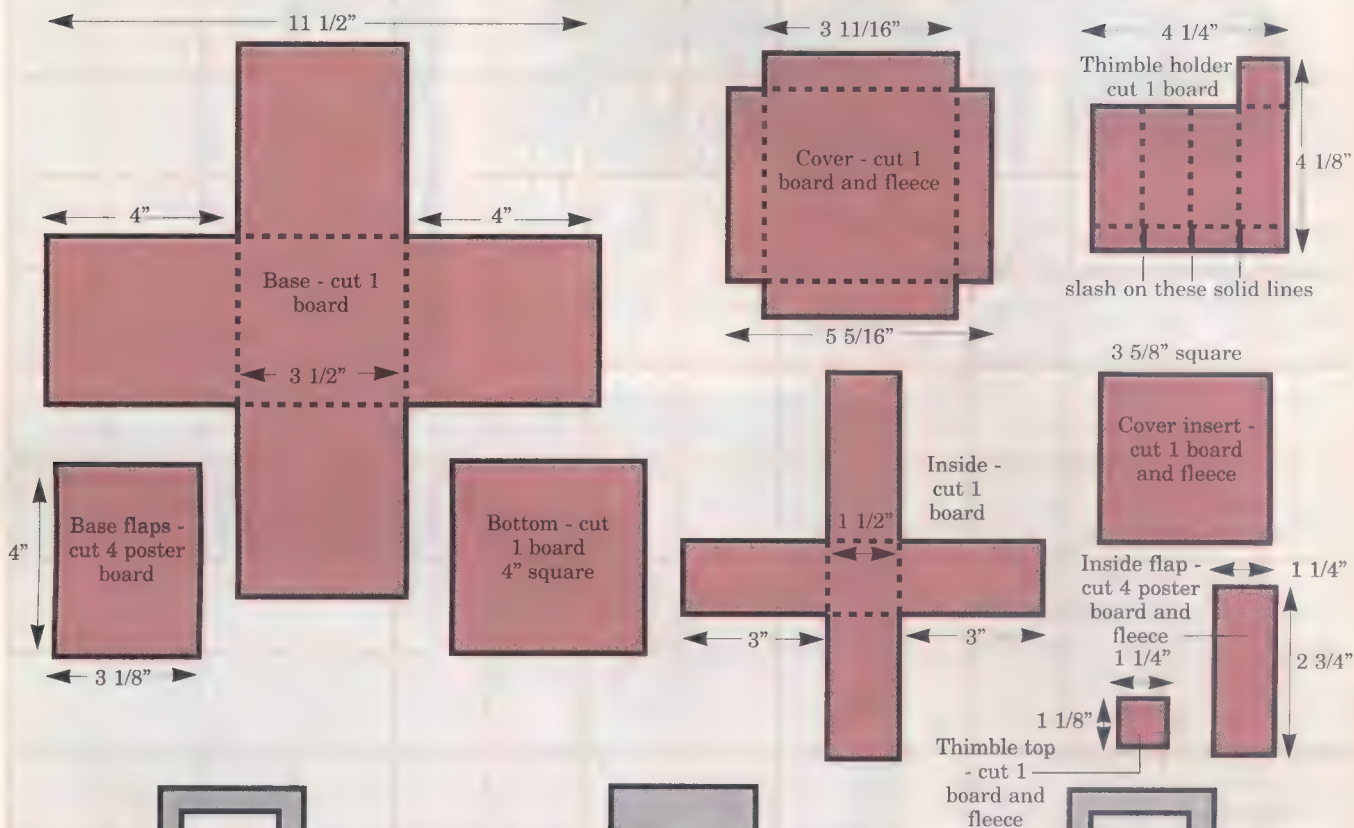 11 1/2”
4”
4”
Base - cut 1
board
3 1/2”
3 11/16”
Cover - cut 1
board and fleece
5 5/16”
4 1/4”
Thimble holder
cut 1 board
4 1/8”
slash on these solid lines
3 5/8” square
Cover insert -
cut 1 board
and fleece
4”
Base flaps -
cut 4 poster
board
3 1/8”
Bottom - cut
1 board
4” square
Inside -
cut 1
board
1 1/2”
3”
3”
Inside flap -
cut 4 poster
board and
fleece
1 1/4”
2 3/4”
1 1/4”
1 1/8”
Thimble top
- cut 1
board and
fleece